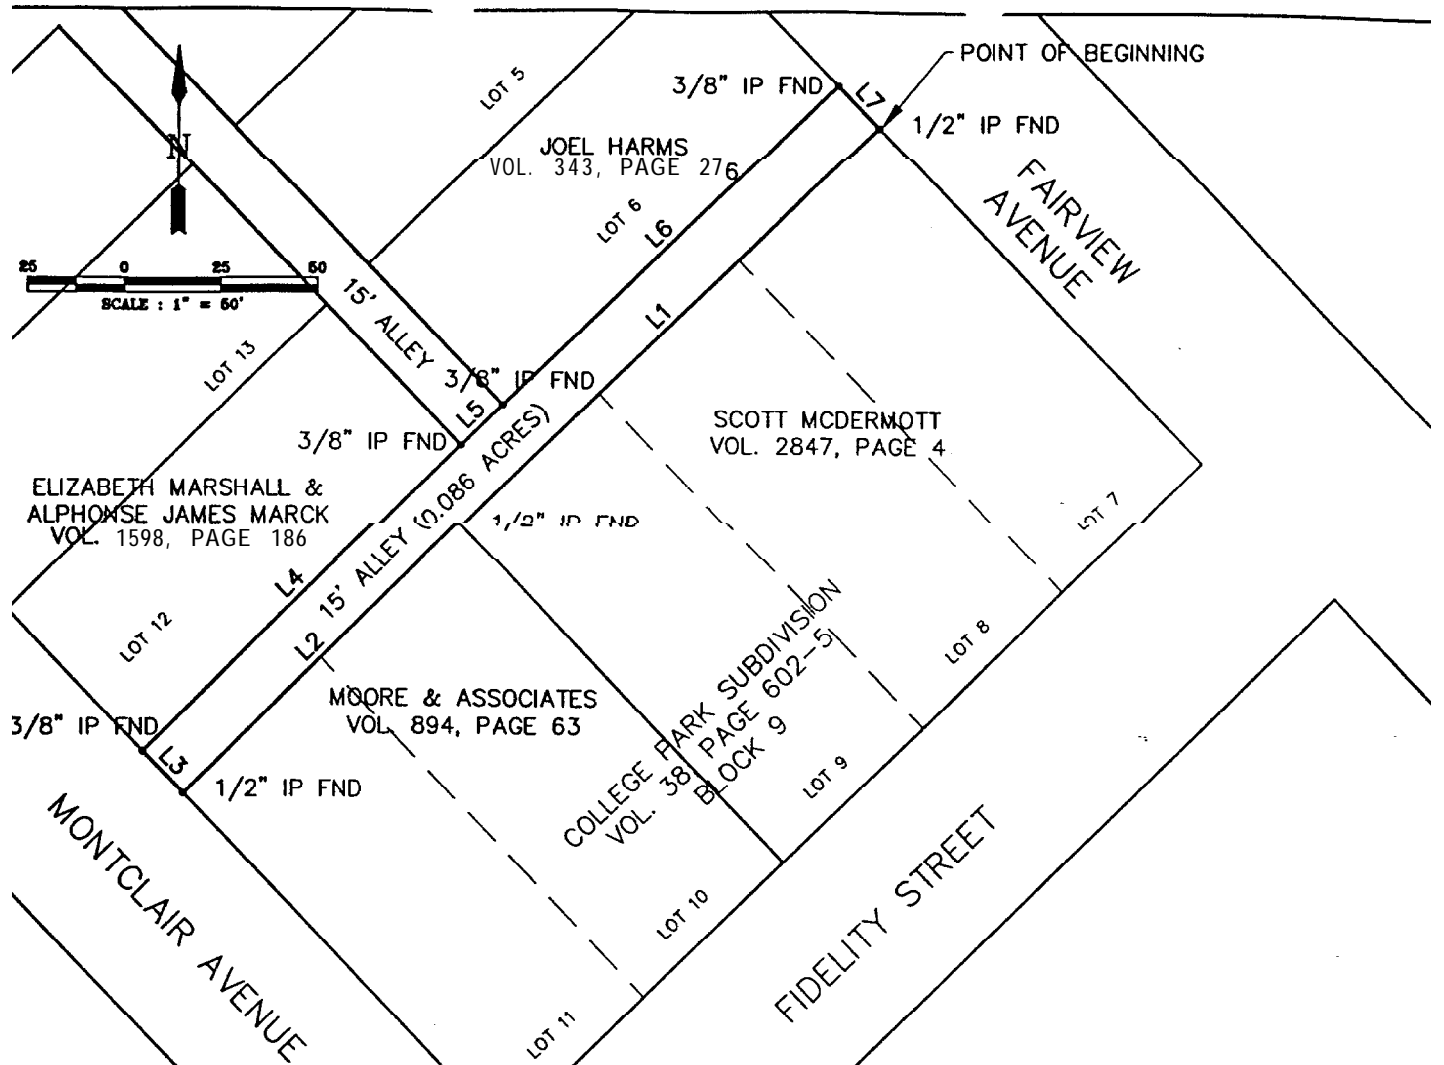 POINT OF BEGINNING
3/8" IP FND
L7
1/2" IP FND
LOT 5
JOEL HARMS
VOL. 343, PAGE 276
N
FAIRVIEW
AVENUE
LOT 6
L6
25 0 25 50
SCALE : 1" = 50'
15' ALLEY
L1
LOT 13
3/8" IP FND
L5
3/8" IP FND
SCOTT MCDERMOTT
VOL. 2847, PAGE 4
15' ALLEY (0.086 ACRES)
ELIZABETH MARSHALL &
ALPHONSE JAMES MARCK
VOL. 1598, PAGE 186
1/2" IP FND
LOT 7
L4
LOT 12
L2
LOT 8
MOORE & ASSOCIATES
VOL. 894, PAGE 63
COLLEGE PARK SUBDIVISION
VOL. 38, PAGE 602-5
BLOCK 9
3/8" IP FND
L3
1/2" IP FND
LOT 9
MONTCLAIR AVENUE
LOT 10
FIDELITY STREET
LOT 11